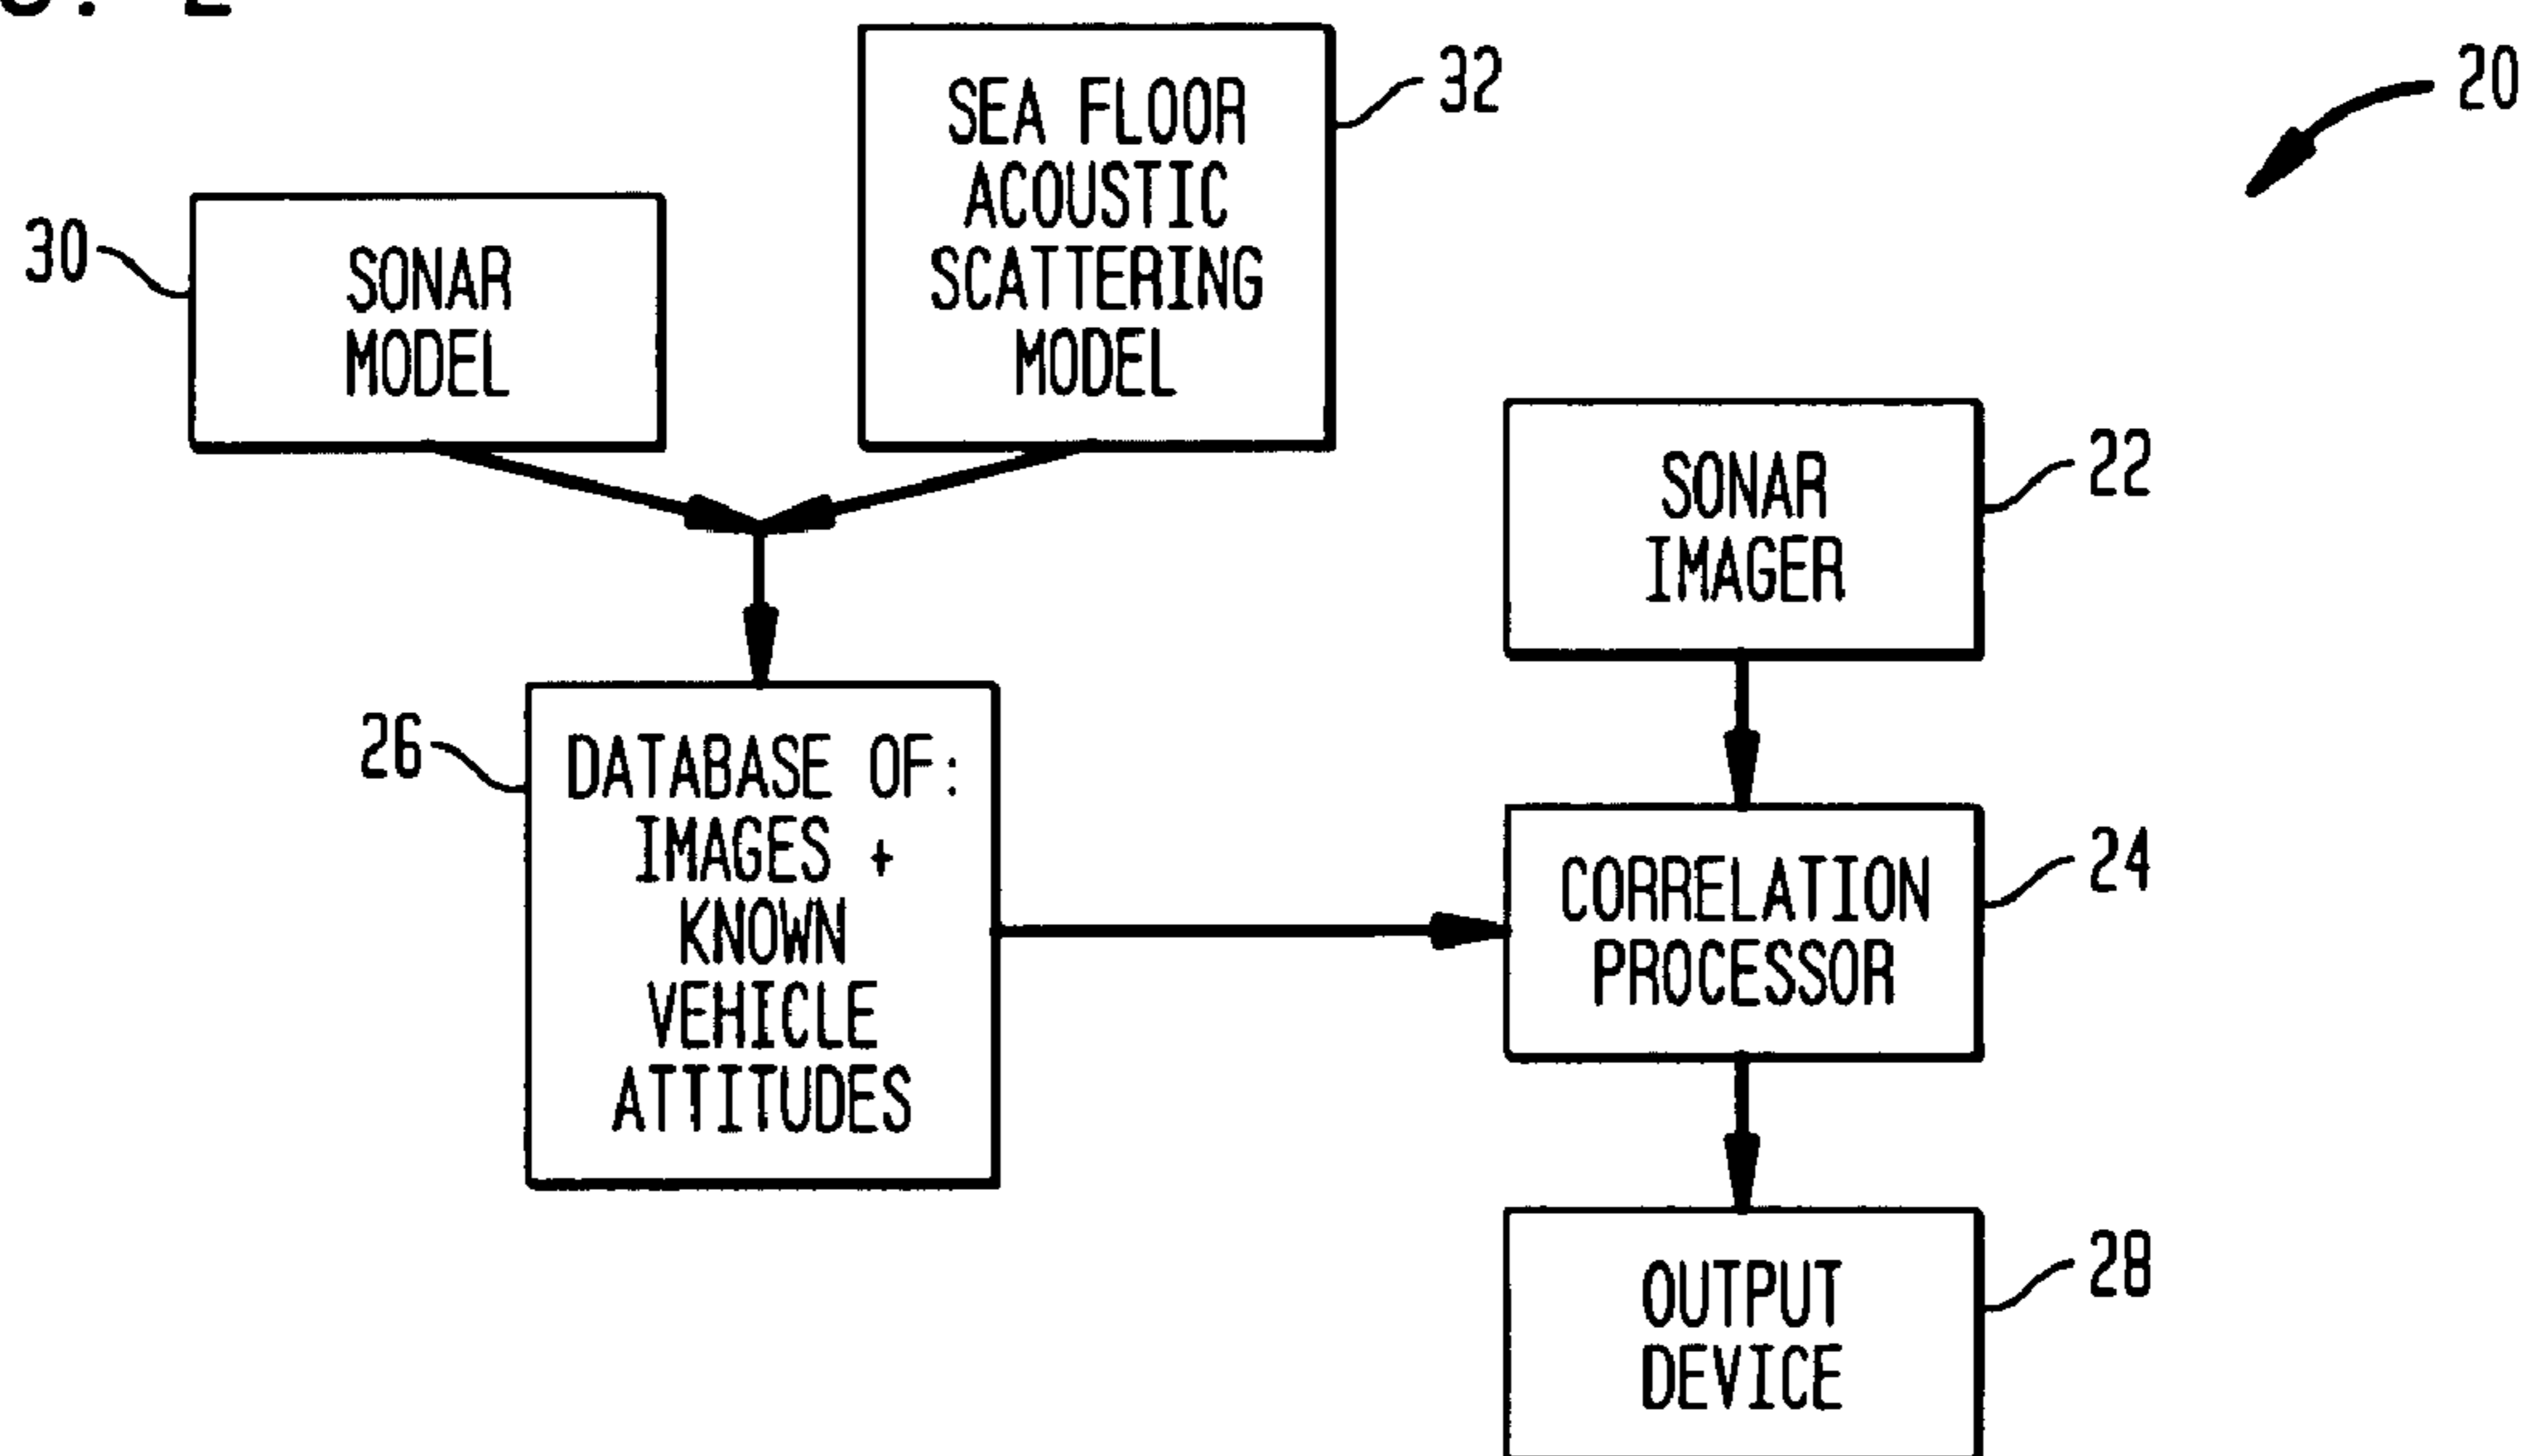 32
20
SEA FLOOR
ACOUSTIC
SCATTERING
MODEL
30
SONAR
MODEL
22
SONAR
IMAGER
26
DATABASE OF:
IMAGES +
KNOWN
VEHICLE
ATTITUDES
24
CORRELATION
PROCESSOR
28
OUTPUT
DEVICE